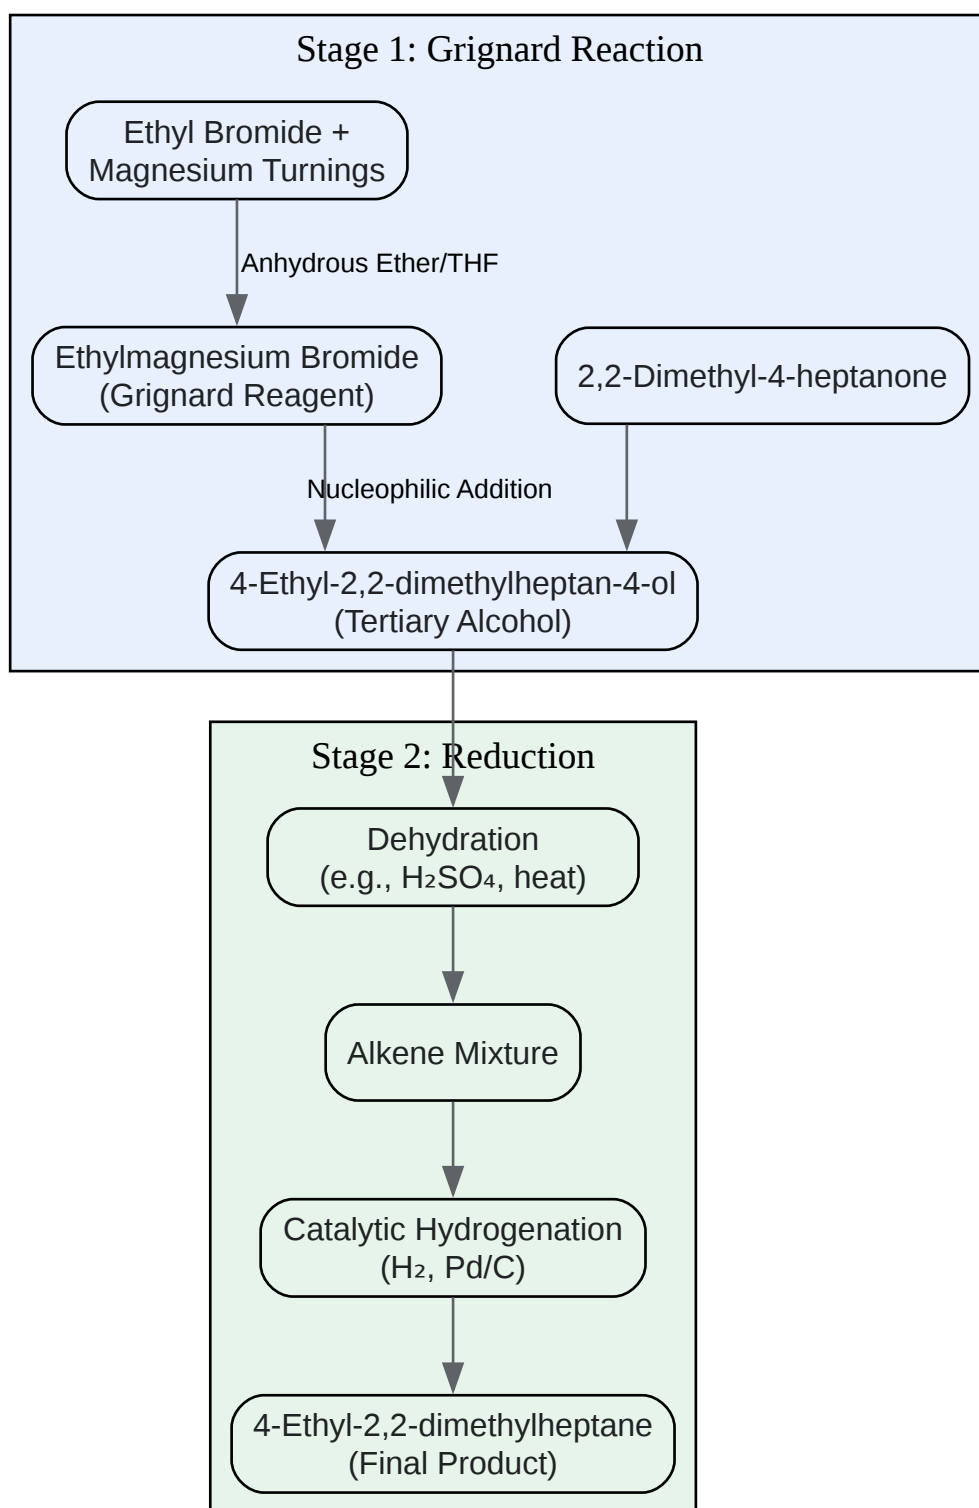 Stage 1: Grignard Reaction
Ethyl Bromide +
Magnesium Turnings
Anhydrous Ether/THF
Ethylmagnesium Bromide
(Grignard Reagent)
2,2-Dimethyl-4-heptanone
Nucleophilic Addition
4-Ethyl-2,2-dimethylheptan-4-ol
(Tertiary Alcohol)
Stage 2: Reduction
Dehydration
(e.g., H₂SO₄, heat)
Alkene Mixture
Catalytic Hydrogenation
(H₂, Pd/C)
4-Ethyl-2,2-dimethylheptane
(Final Product)